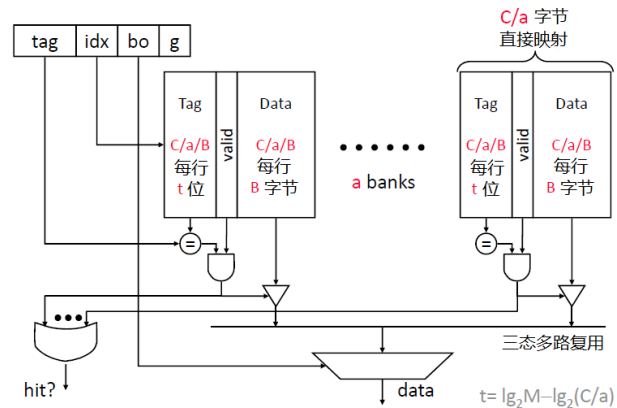 C/a 字节
直接映射
tag idx bo g
Tag
valid
Data
C/a/B
每行
t 位
C/a/B
每行
B 字节
a banks
Tag
valid
Data
C/a/B
每行
t 位
C/a/B
每行
B 字节
=
=
三态多路复用
hit?
data
t= lg₂M–lg₂(C/a)